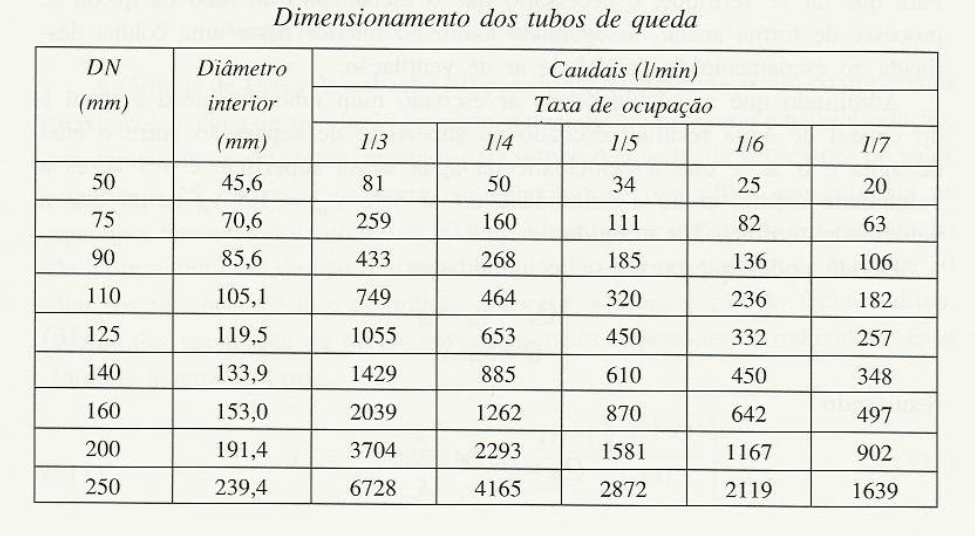 Dimensionamento dos tubos de queda
DN Diâmetro Caudais (l/min)
(mm) interior Taxa de ocupação
(mm) 1/3 1/4 1/5 1/6 1/7
50 45,6 81 50 34 25 20
75 70,6 259 160 111 82 63
90 85,6 433 268 185 136 106
110 105,1 749 464 320 236 182
125 119,5 1055 653 450 332 257
140 133,9 1429 885 610 450 348
160 153,0 2039 1262 870 642 497
200 191,4 3704 2293 1581 1167 902
250 239,4 6728 4165 2872 2119 1639